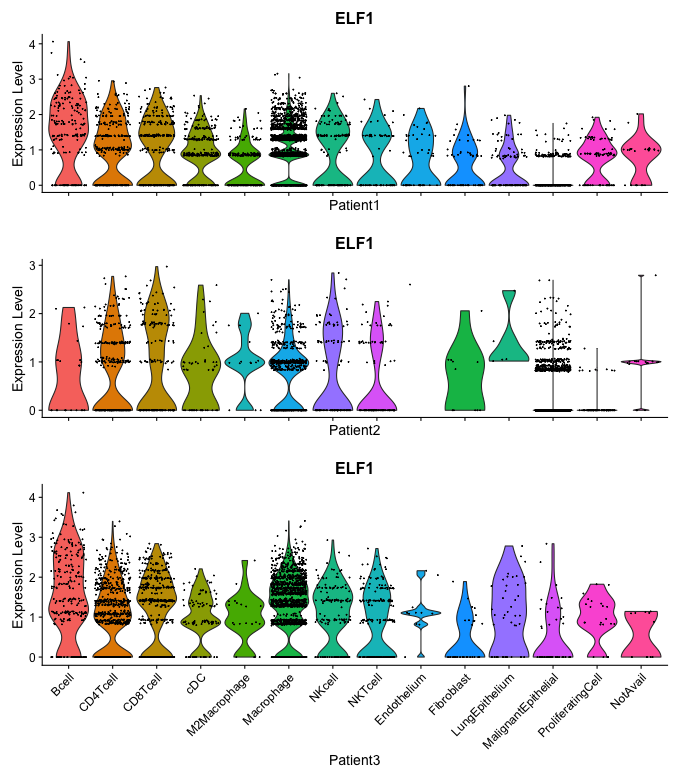 ELF1
Expression Level
4
3
2
1
0
Patient1
ELF1
Expression Level
3
2
1
0
Patient2
ELF1
Expression Level
4
3
2
1
0
Bcell
CD4Tcell
CD8Tcell
cDC
M2Macrophage
Macrophage
NKcell
NKTcell
Endothelium
Fibroblast
LungEpithelium
MalignantEpithelial
ProliferatingCell
NotAvail
Patient3